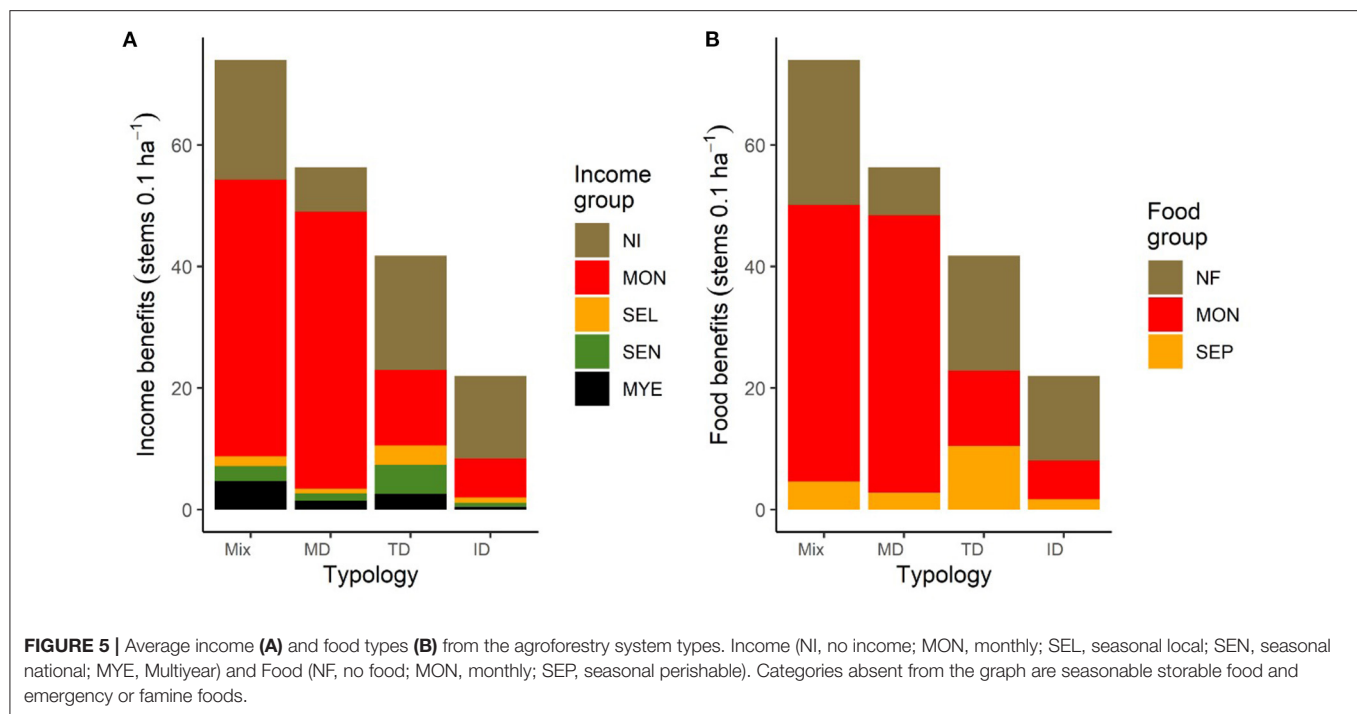 A
Income benefits (stems 0.1 ha⁻¹)
60
40
20
0
Mix MD TD ID
Typology
Income
group
NI
MON
SEL
SEN
MYE
B
Food benefits (stems 0.1 ha⁻¹)
60
40
20
0
Mix MD TD ID
Typology
Food
group
NF
MON
SEP
FIGURE 5 | Average income (A) and food types (B) from the agroforestry system types. Income (NI, no income; MON, monthly; SEL, seasonal local; SEN, seasonal
national; MYE, Multiyear) and Food (NF, no food; MON, monthly; SEP, seasonal perishable). Categories absent from the graph are seasonable storable food and
emergency or famine foods.